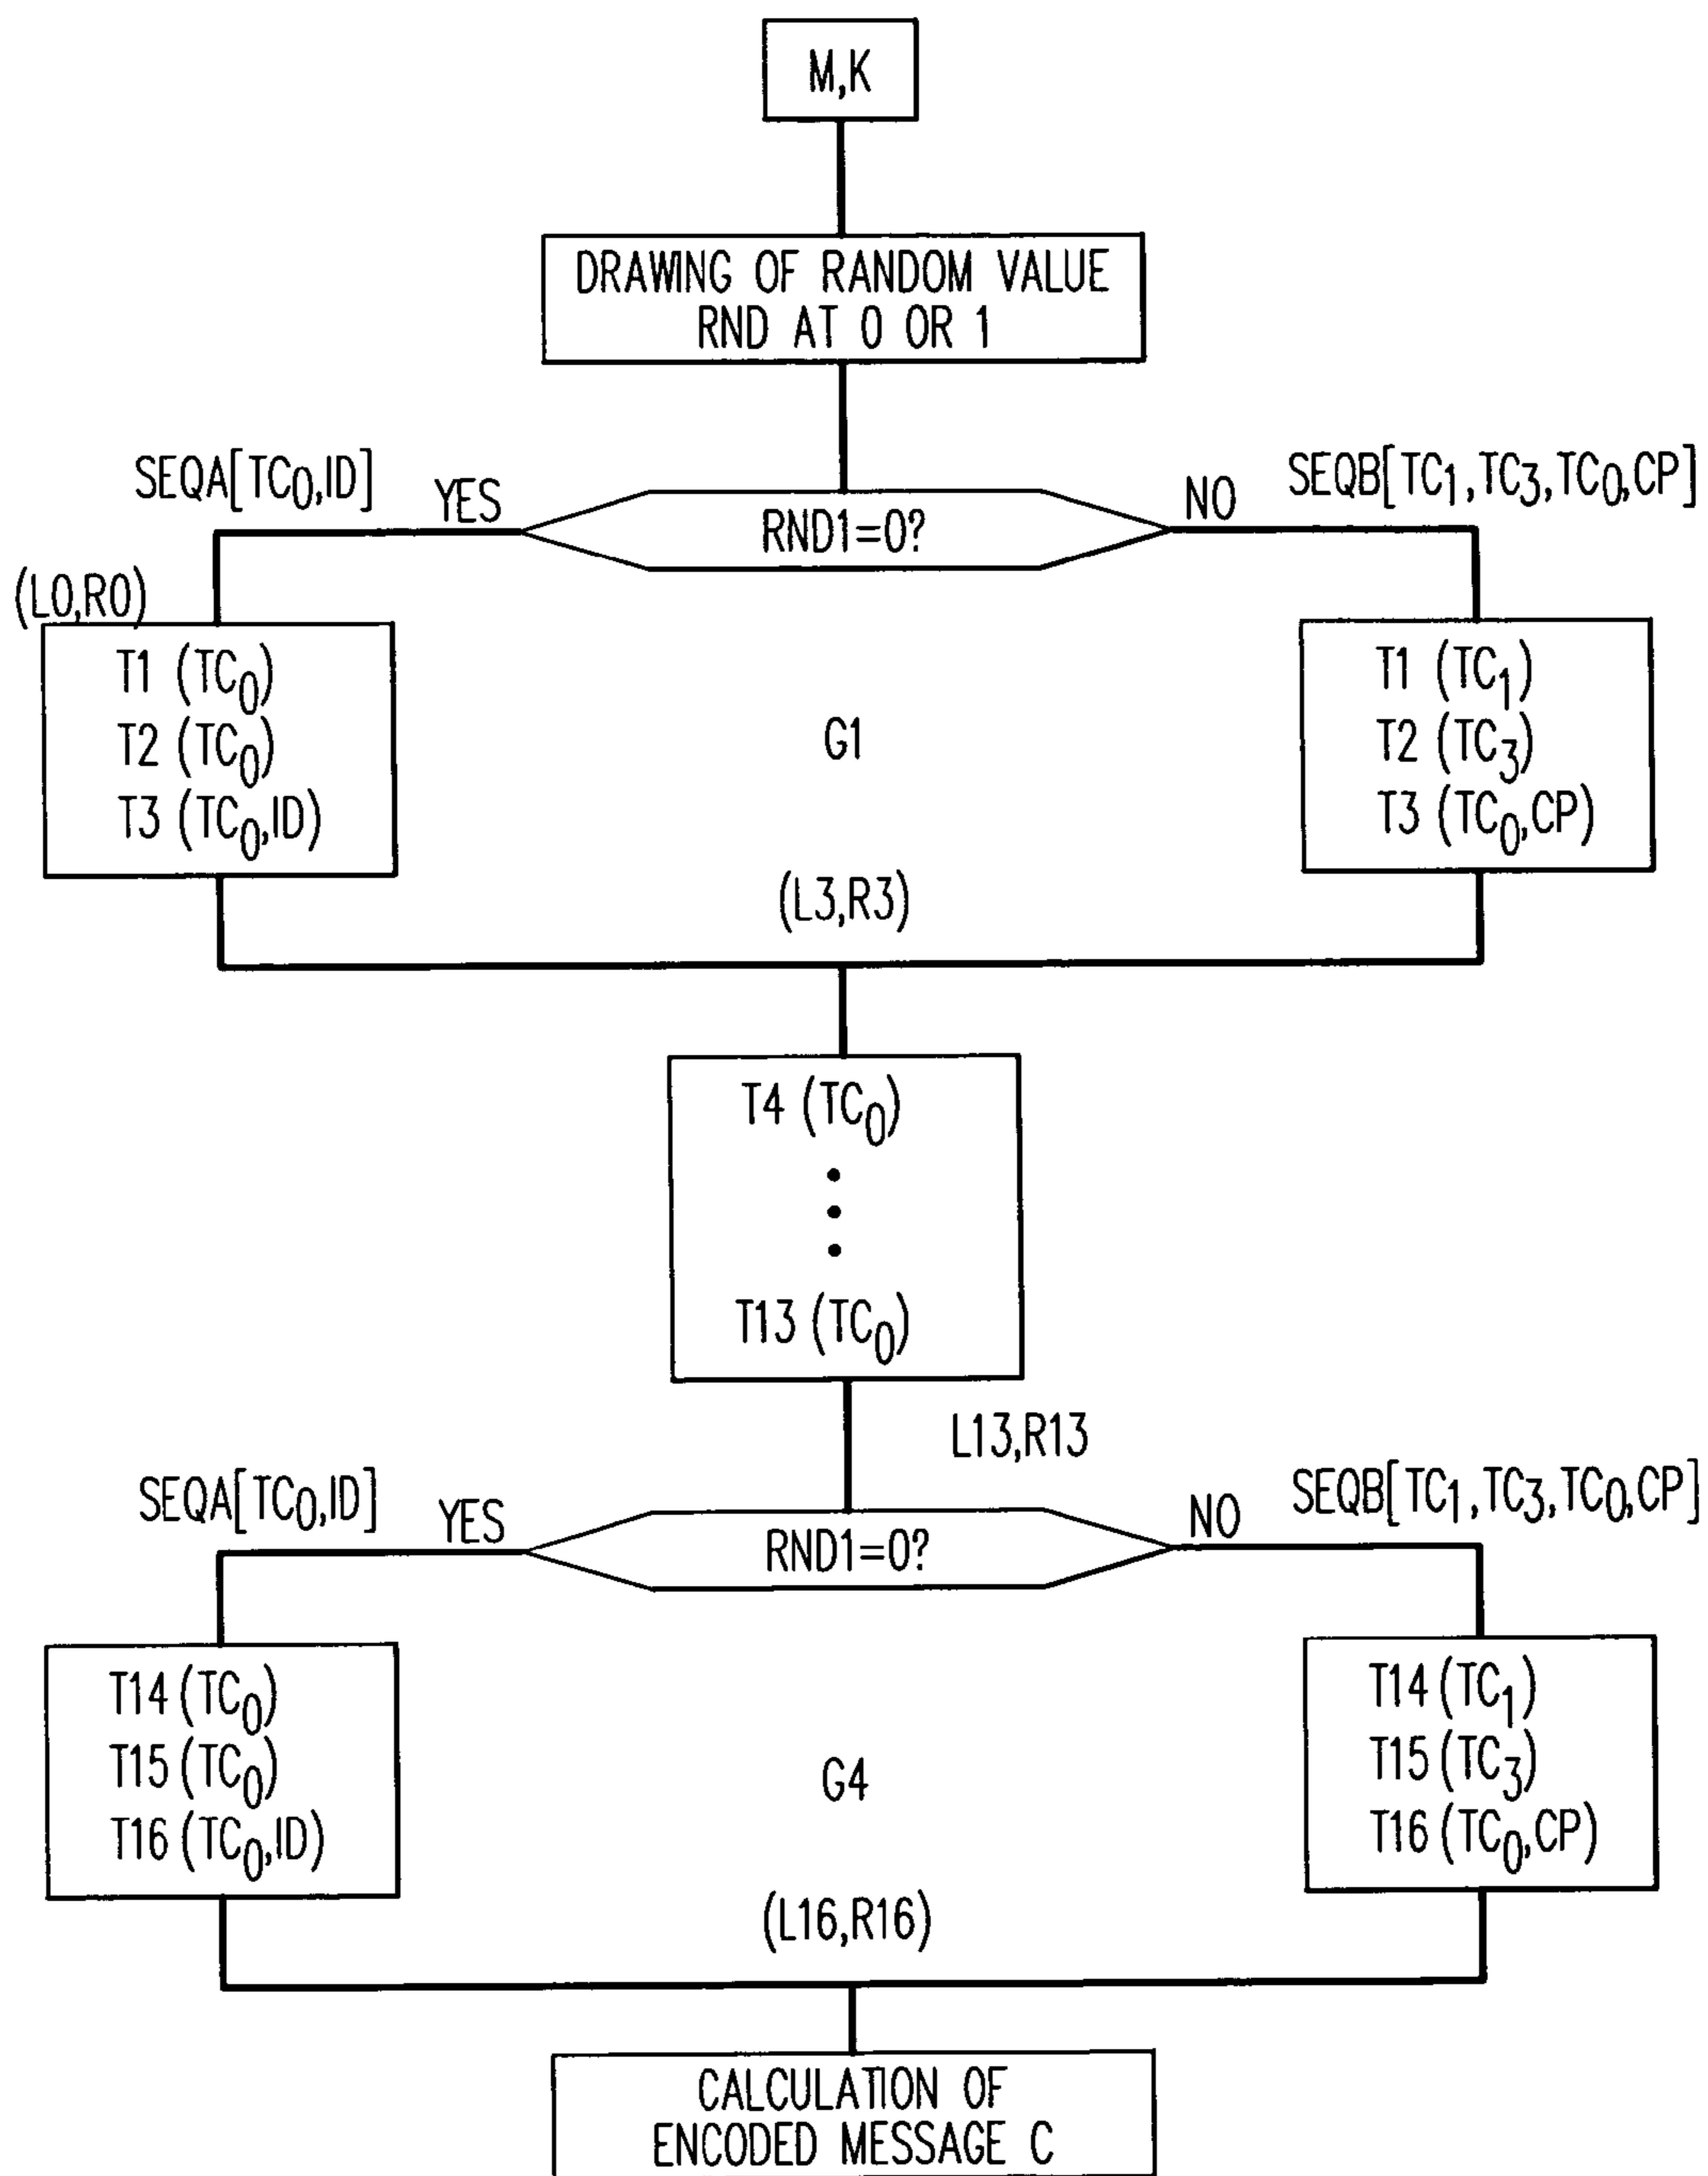 M,K
DRAWING OF RANDOM VALUE
RND AT 0 OR 1
SEQA[TC0,ID]
YES
RND1=0?
NO
SEQB[TC1,TC3,TC0,CP]
(L0,R0)
T1 (TC0)
T2 (TC0)
T3 (TC0,ID)
G1
T1 (TC1)
T2 (TC3)
T3 (TC0,CP)
(L3,R3)
T4 (TC0)
T13 (TC0)
L13,R13
SEQA[TC0,ID]
YES
RND1=0?
NO
SEQB[TC1,TC3,TC0,CP]
T14 (TC0)
T15 (TC0)
T16 (TC0,ID)
G4
T14 (TC1)
T15 (TC3)
T16 (TC0,CP)
(L16,R16)
CALCULATION OF
ENCODED MESSAGE C